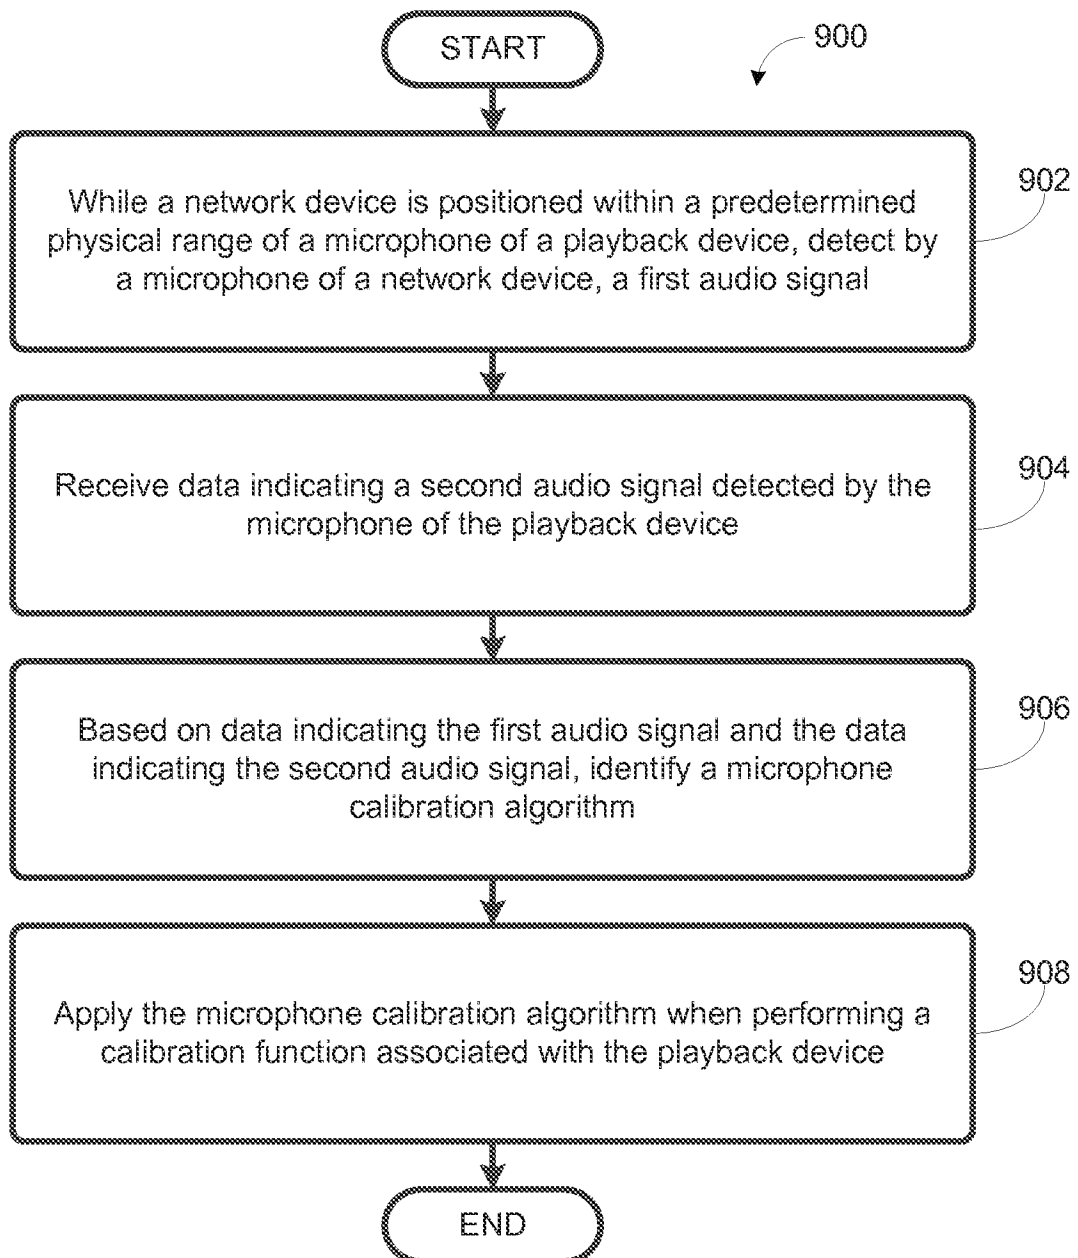 START
900
While a network device is positioned within a predetermined
physical range of a microphone of a playback device, detect by
a microphone of a network device, a first audio signal
902
Receive data indicating a second audio signal detected by the
microphone of the playback device
904
Based on data indicating the first audio signal and the data
indicating the second audio signal, identify a microphone
calibration algorithm
906
Apply the microphone calibration algorithm when performing a
calibration function associated with the playback device
908
END